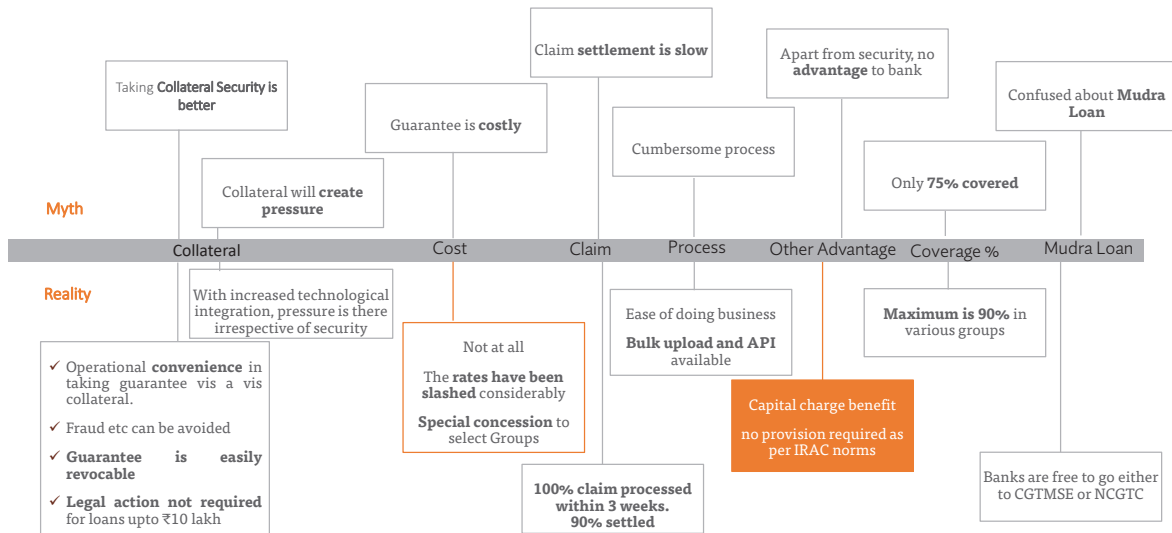 Claim settlement is slow
Apart from security, no
advantage to bank
Taking Collateral Security is
better
Confused about Mudra
Loan
Guarantee is costly
Cumbersome process
Only 75% covered
Collateral will create
pressure
Myth
Collateral
Cost
Claim
Process
Other Advantage
Coverage %
Mudra Loan
Reality
With increased technological
integration, pressure is there
irrespective of security
✓ Operational convenience in
taking guarantee vis a vis
collateral.
✓ Fraud etc can be avoided
✓ Guarantee is easily
revocable
✓ Legal action not required
for loans upto ₹10 lakh
Not at all
The rates have been
slashed considerably
Special concession to
select Groups
100% claim processed
within 3 weeks.
90% settled
Ease of doing business
Bulk upload and API
available
Capital charge benefit
no provision required as
per IRAC norms
Maximum is 90% in
various groups
Banks are free to go either
to CGTMSE or NCGTC